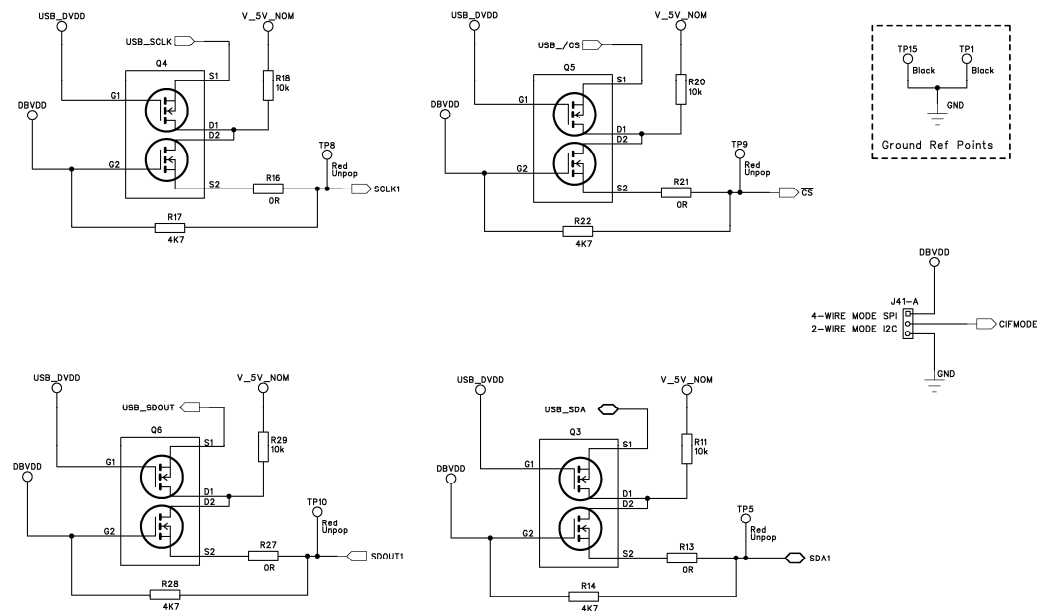 USB_DVDD
V_5V_NOM
USB_SCLK
Q4
S1
R18
10k
DBVDD
G1
D1
D2
G2
TP8
Red
Unpop
S2
R16
0R
SCLK1
R17
4K7
USB_DVDD
V_5V_NOM
USB_/CS
Q5
S1
R20
10k
DBVDD
G1
D1
D2
G2
TP9
Red
Unpop
S2
R21
0R
CS
R22
4K7
TP15
TP1
Black
Black
GND
Ground Ref Points
DBVDD
J41-A
4-WIRE MODE SPI
2-WIRE MODE I2C
CIFMODE
GND
USB_DVDD
V_5V_NOM
USB_SDOUT
Q6
S1
R29
10k
DBVDD
G1
D1
D2
G2
TP10
Red
Unpop
S2
R27
0R
SDOUT1
R28
4K7
USB_DVDD
V_5V_NOM
USB_SDA
Q3
S1
R11
10k
DBVDD
G1
D1
D2
G2
TP5
Red
Unpop
S2
R13
0R
SDA1
R14
4K7